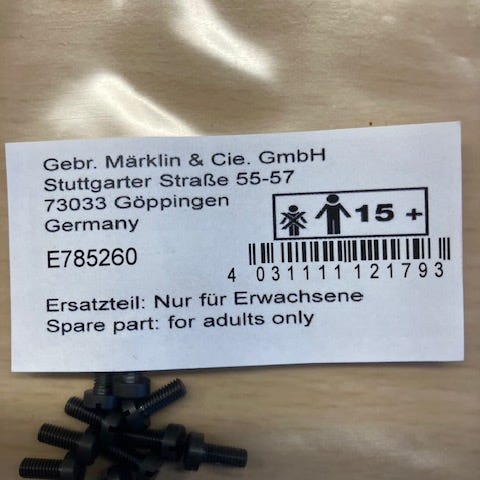 Gebr. Märklin & Cie. GmbH
Stuttgarter Straße 55-57
73033 Göppingen
Germany
15 +
E785260
4 031111 121793
Ersatzteil: Nur für Erwachsene
Spare part: for adults only